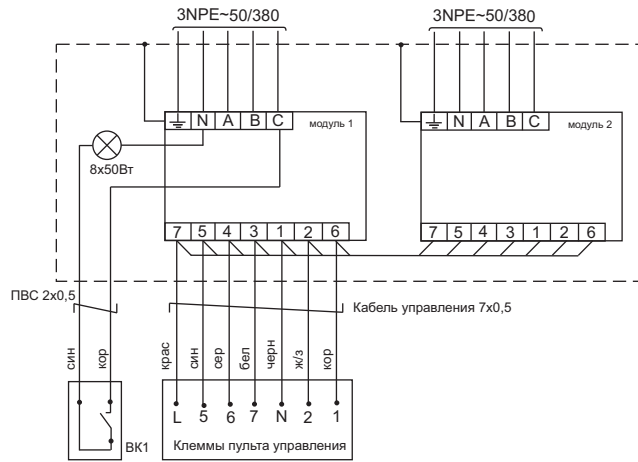 3NPE~50/380
3NPE~50/380
N A B C
модуль 1
N A B C
модуль 2
8х50Вт
7 5 4 3 1 2 6
7 5 4 3 1 2 6
ПВС 2х0,5
Кабель управления 7х0,5
син
кор
крас
син
сер
бел
черн
ж/з
кор
L 5 6 7 N 2 1
ВК1
Клеммы пульта управления